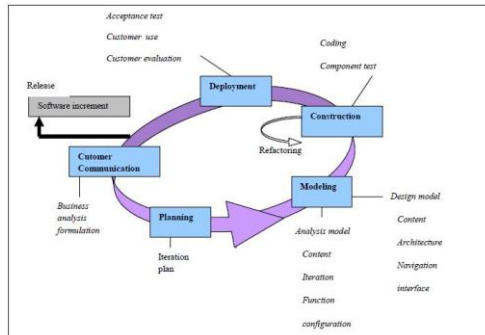 Acceptance test
Customer use
Customer evaluation
Deployment
Coding
Component test
Construction
Refactoring
Release
Software increment
Cutomer
Communication
Business
analysis
formulation
Planning
Iteration
plan
Modeling
Analysis model
Content
Iteration
Function
configuration
Design model
Content
Architecture
Navigation
interface